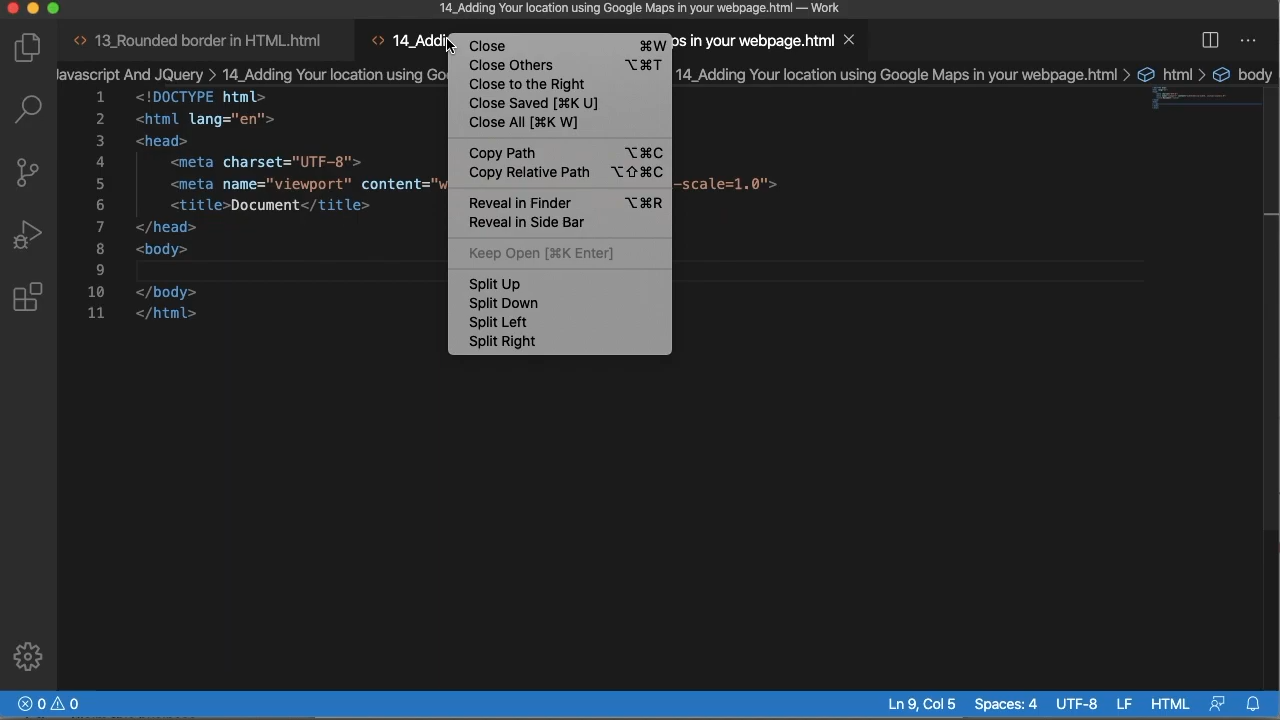 14_Adding Your location using Google Maps in your webpage.html — Work
13_Rounded border in HTML.html
14_Addi ps in your webpage.html
Javascript And JQuery > 14_Adding Your location using Go 14_Adding Your location using Google Maps in your webpage.html > html > body
Close ⌘W
Close Others ⌥⌘T
Close to the Right
Close Saved [⌘K U]
Close All [⌘K W]
Copy Path ⌥⌘C
Copy Relative Path ⌥⇧⌘C
Reveal in Finder ⌥⌘R
Reveal in Side Bar
Keep Open [⌘K Enter]
Split Up
Split Down
Split Left
Split Right
1 <!DOCTYPE html>
2 <html lang="en">
3 <head>
4 <meta charset="UTF-8">
5 <meta name="viewport" content="w -scale=1.0">
6 <title>Document</title>
7 </head>
8 <body>
9
10 </body>
11 </html>
0 0 Ln 9, Col 5 Spaces: 4 UTF-8 LF HTML